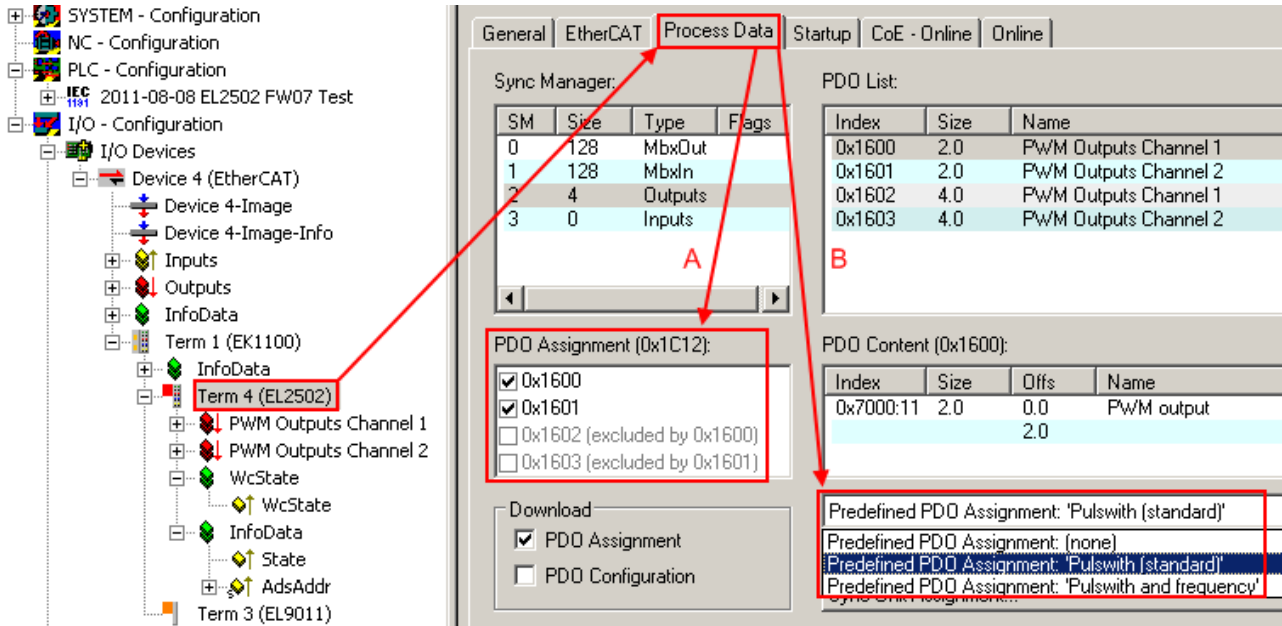 SYSTEM - Configuration
NC - Configuration
PLC - Configuration
IEC 1131 2011-08-08 EL2502 FW07 Test
I/O - Configuration
I/O Devices
Device 4 (EtherCAT)
Device 4-Image
Device 4-Image-Info
Inputs
Outputs
InfoData
Term 1 (EK1100)
InfoData
Term 4 (EL2502)
PWM Outputs Channel 1
PWM Outputs Channel 2
WcState
WcState
InfoData
State
AdsAddr
Term 3 (EL9011)
General EtherCAT Process Data Startup CoE - Online Online
Sync Manager:
SM Size Type Flags
0 128 MbxOut
1 128 MbxIn
2 4 Outputs
3 0 Inputs
A
PDO List:
Index Size Name
0x1600 2.0 PWM Outputs Channel 1
0x1601 2.0 PWM Outputs Channel 2
0x1602 4.0 PWM Outputs Channel 1
0x1603 4.0 PWM Outputs Channel 2
B
PDO Assignment (0x1C12):
0x1600
0x1601
0x1602 (excluded by 0x1600)
0x1603 (excluded by 0x1601)
PDO Content (0x1600):
Index Size Offs Name
0x7000:11 2.0 0.0 PWM output
2.0
Download
PDO Assignment
PDO Configuration
Predefined PDO Assignment: 'Pulswith (standard)'
Predefined PDO Assignment: (none)
Predefined PDO Assignment: 'Pulswith (standard)'
Predefined PDO Assignment: 'Pulswith and frequency'